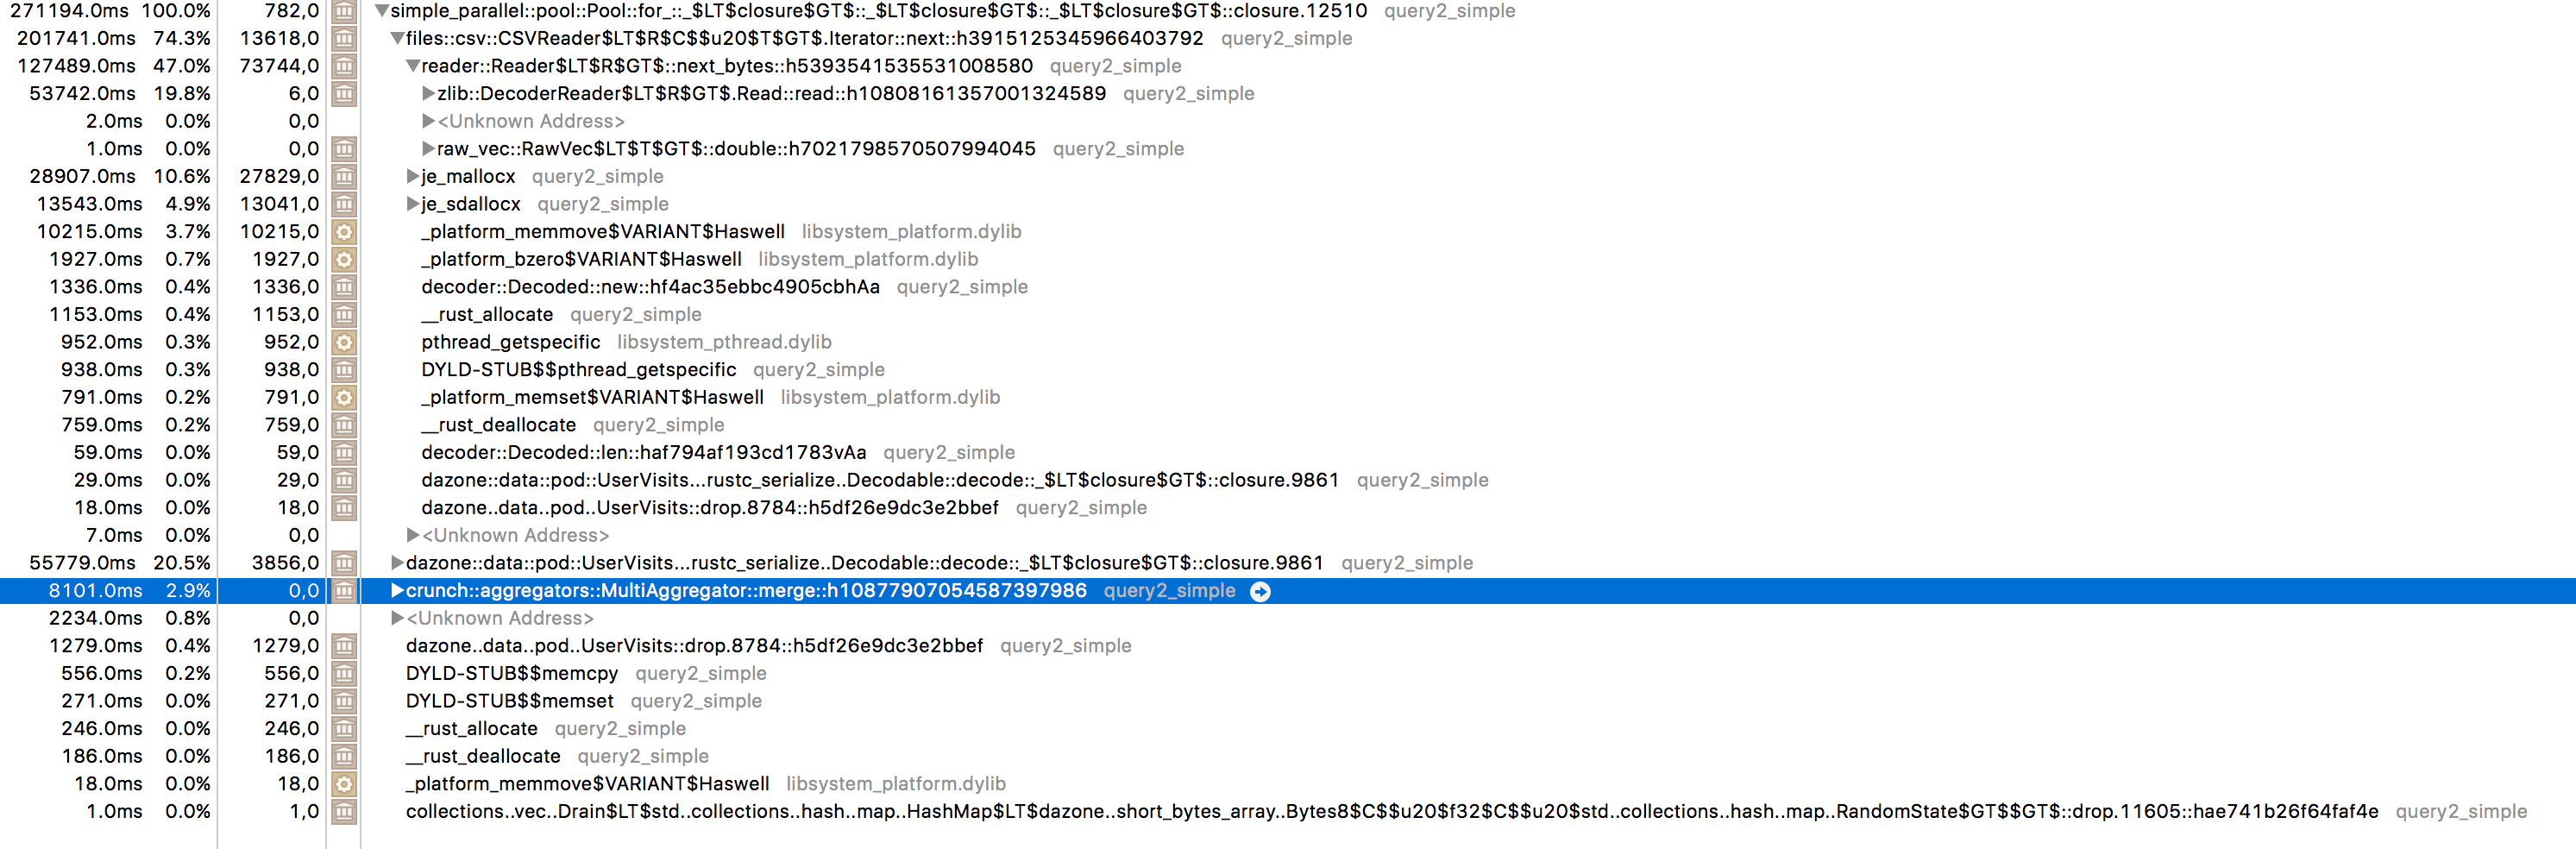 271194.0ms 100.0% 782,0 simple_parallel::pool::Pool::for_::_$LT$closure$GT$::_$LT$closure$GT$::_$LT$closure$GT$::closure.12510 query2_simple
201741.0ms 74.3% 13618,0 files::csv::CSVReader$LT$R$C$$u20$T$GT$.Iterator::next::h3915125345966403792 query2_simple
127489.0ms 47.0% 73744,0 reader::Reader$LT$R$GT$::next_bytes::h5393541535531008580 query2_simple
53742.0ms 19.8% 6,0 zlib::DecoderReader$LT$R$GT$.Read::read::h10808161357001324589 query2_simple
2.0ms 0.0% 0,0 <Unknown Address>
1.0ms 0.0% 0,0 raw_vec::RawVec$LT$T$GT$::double::h7021798570507994045 query2_simple
28907.0ms 10.6% 27829,0 je_mallocx query2_simple
13543.0ms 4.9% 13041,0 je_sdallocx query2_simple
10215.0ms 3.7% 10215,0 _platform_memmove$VARIANT$Haswell libsystem_platform.dylib
1927.0ms 0.7% 1927,0 _platform_bzero$VARIANT$Haswell libsystem_platform.dylib
1336.0ms 0.4% 1336,0 decoder::Decoded::new::hf4ac35ebbc4905cbhAa query2_simple
1153.0ms 0.4% 1153,0 __rust_allocate query2_simple
952.0ms 0.3% 952,0 pthread_getspecific libsystem_pthread.dylib
938.0ms 0.3% 938,0 DYLD-STUB$$pthread_getspecific query2_simple
791.0ms 0.2% 791,0 _platform_memset$VARIANT$Haswell libsystem_platform.dylib
759.0ms 0.2% 759,0 __rust_deallocate query2_simple
59.0ms 0.0% 59,0 decoder::Decoded::len::haf794af193cd1783vAa query2_simple
29.0ms 0.0% 29,0 dazone::data::pod::UserVisits...rustc_serialize..Decodable::decode::_$LT$closure$GT$::closure.9861 query2_simple
18.0ms 0.0% 18,0 dazone..data..pod..UserVisits::drop.8784::h5df26e9dc3e2bbef query2_simple
7.0ms 0.0% 0,0 <Unknown Address>
55779.0ms 20.5% 3856,0 dazone::data::pod::UserVisits...rustc_serialize..Decodable::decode::_$LT$closure$GT$::closure.9861 query2_simple
8101.0ms 2.9% 0,0 crunch::aggregators::MultiAggregator::merge::h10877907054587397986 query2_simple
2234.0ms 0.8% 0,0 <Unknown Address>
1279.0ms 0.4% 1279,0 dazone..data..pod..UserVisits::drop.8784::h5df26e9dc3e2bbef query2_simple
556.0ms 0.2% 556,0 DYLD-STUB$$memcpy query2_simple
271.0ms 0.0% 271,0 DYLD-STUB$$memset query2_simple
246.0ms 0.0% 246,0 __rust_allocate query2_simple
186.0ms 0.0% 186,0 __rust_deallocate query2_simple
18.0ms 0.0% 18,0 _platform_memmove$VARIANT$Haswell libsystem_platform.dylib
1.0ms 0.0% 1,0 collections..vec..Drain$LT$std..collections..hash..map..HashMap$LT$dazone..short_bytes_array..Bytes8$C$$u20$f32$C$$u20$std..collections..hash..map..RandomState$GT$$GT$::drop.11605::hae741b26f64faf4e query2_simple